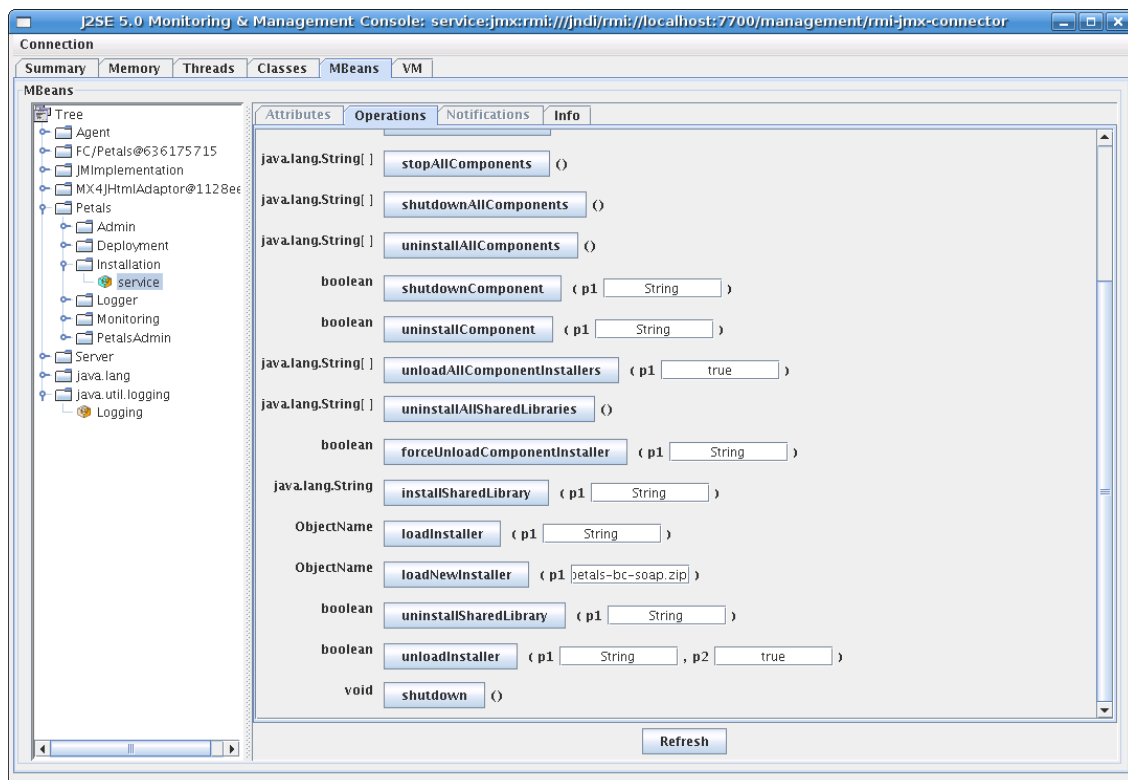 J2SE 5.0 Monitoring & Management Console: service:jmx:rmi:///jndi/rmi://localhost:7700/management/rmi-jmx-connector
Connection
Summary Memory Threads Classes MBeans VM
MBeans
Tree
Agent
FC/Petals@636175715
JMImplementation
MX4JHtmlAdaptor@1128ee
Petals
Admin
Deployment
Installation
service
Logger
Monitoring
PetalsAdmin
Server
java.lang
java.util.logging
Logging
Attributes Operations Notifications Info
java.lang.String[ ] stopAllComponents ()
java.lang.String[ ] shutdownAllComponents ()
java.lang.String[ ] uninstallAllComponents ()
boolean shutdownComponent ( p1 String )
boolean uninstallComponent ( p1 String )
java.lang.String[ ] unloadAllComponentInstallers ( p1 true )
java.lang.String[ ] uninstallAllSharedLibraries ()
boolean forceUnloadComponentInstaller ( p1 String )
java.lang.String installSharedLibrary ( p1 String )
ObjectName loadInstaller ( p1 String )
ObjectName loadNewInstaller ( p1 petals-bc-soap.zip )
boolean uninstallSharedLibrary ( p1 String )
boolean unloadInstaller ( p1 String , p2 true )
void shutdown ()
Refresh